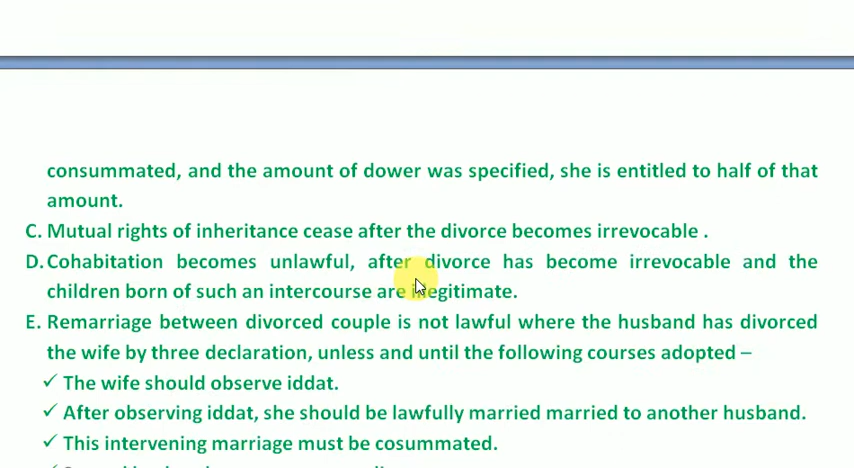 consummated, and the amount of dower was specified, she is entitled to half of that
amount.
C. Mutual rights of inheritance cease after the divorce becomes irrevocable .
D. Cohabitation becomes unlawful, after divorce has become irrevocable and the
children born of such an intercourse are illegitimate.
E. Remarriage between divorced couple is not lawful where the husband has divorced
the wife by three declaration, unless and until the following courses adopted –
✓ The wife should observe iddat.
✓ After observing iddat, she should be lawfully married married to another husband.
✓ This intervening marriage must be cosummated.